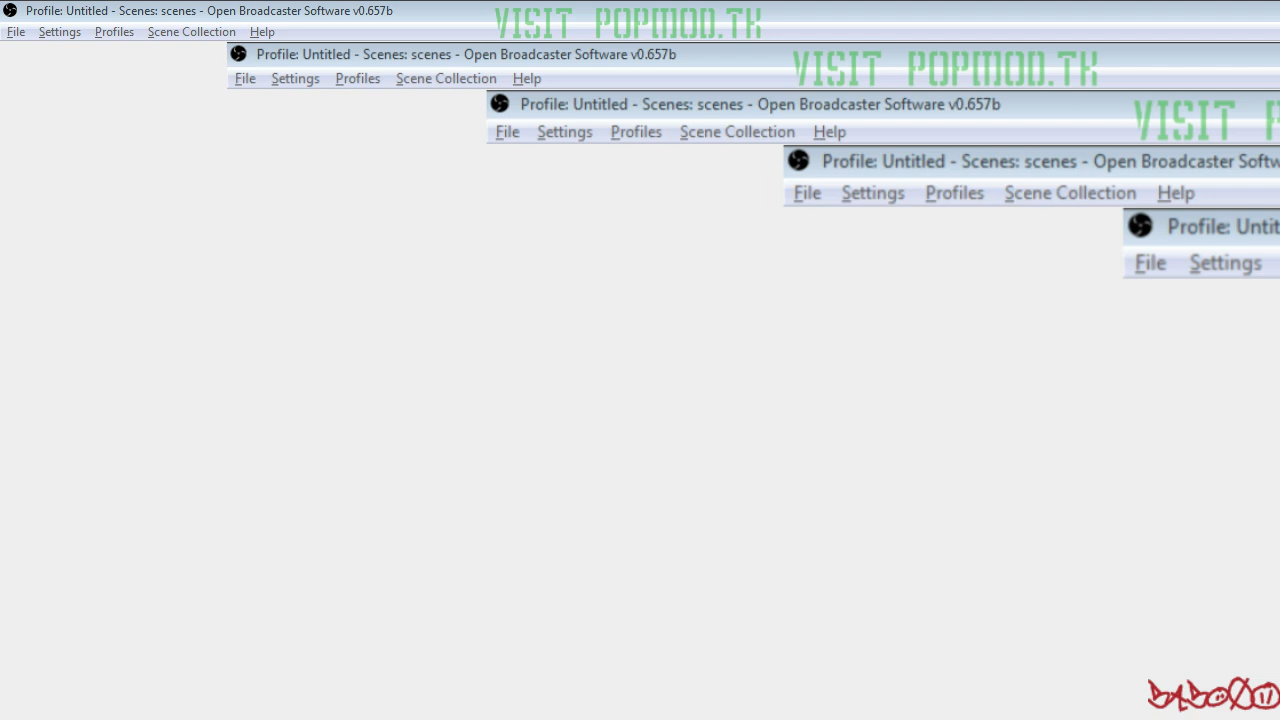 Profile: Untitled - Scenes: scenes - Open Broadcaster Software v0.657b
VISIT POPMOD.TK
File Settings Profiles Scene Collection Help
Profile: Untitled - Scenes: scenes - Open Broadcaster Software v0.657b
VISIT POPMOD.TK
File Settings Profiles Scene Collection Help
Profile: Untitled - Scenes: scenes - Open Broadcaster Software v0.657b
VISIT P
File Settings Profiles Scene Collection Help
Profile: Untitled - Scenes: scenes - Open Broadcaster Softw
File Settings Profiles Scene Collection Help
Profile: Untit
File Settings